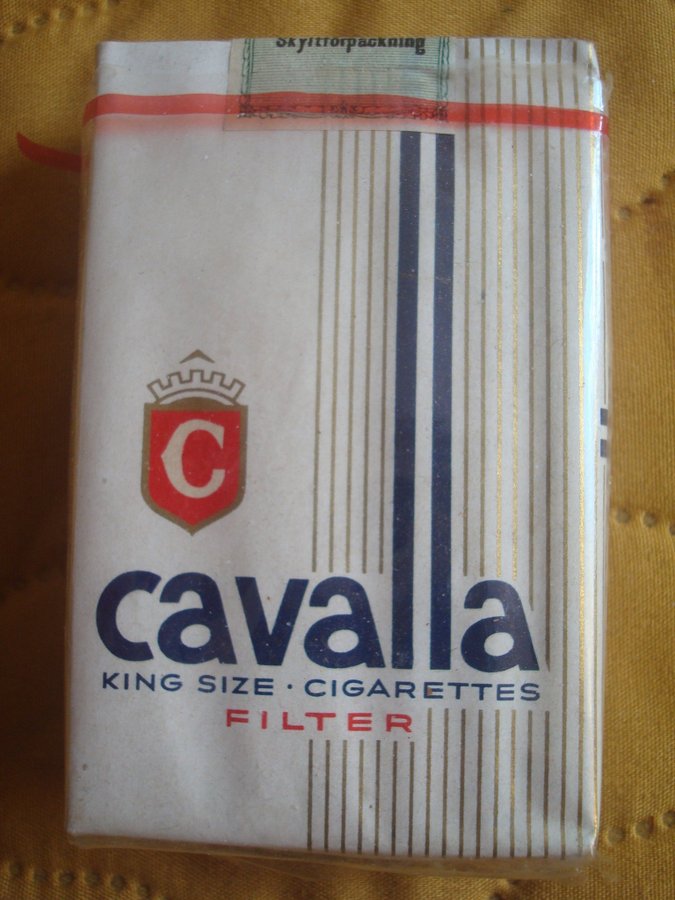 Skyltförpackning
C
cavalla
KING SIZE · CIGARETTES
FILTER